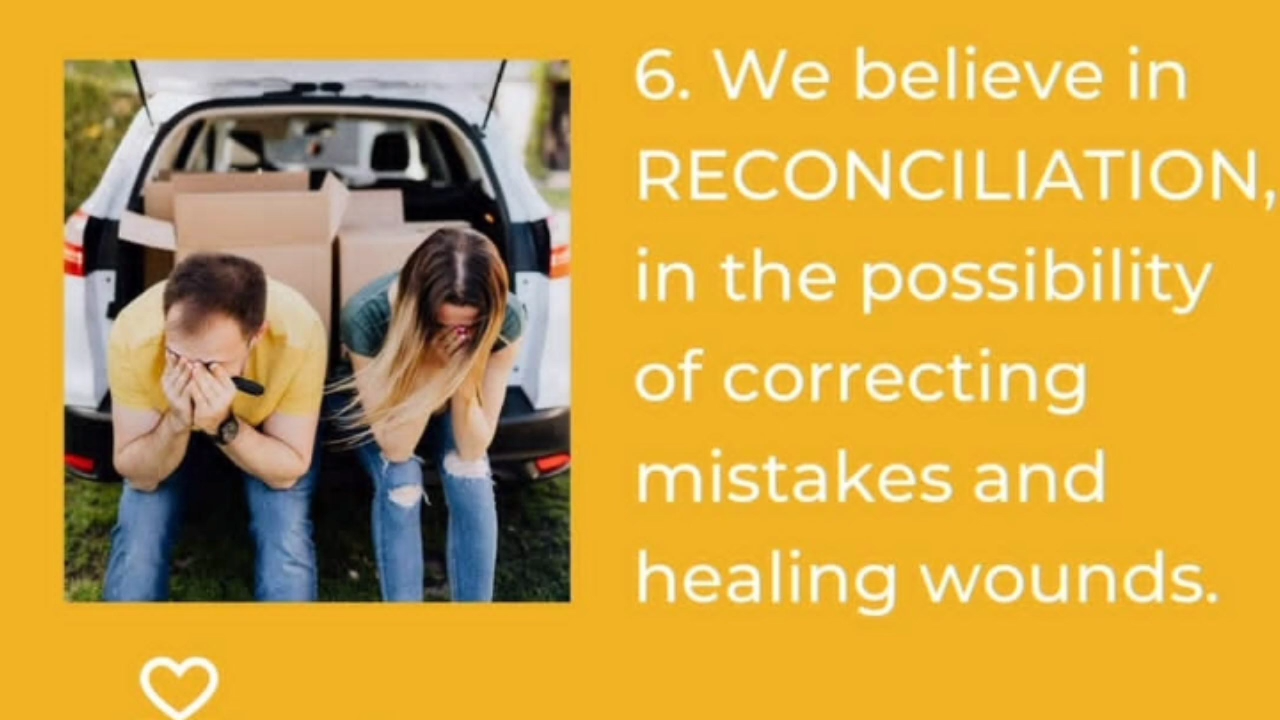 6. We believe in
RECONCILIATION,
in the possibility
of correcting
mistakes and
healing wounds.